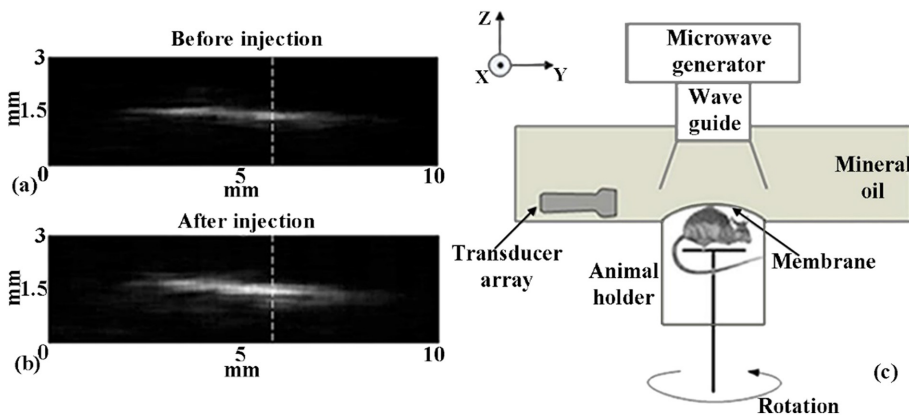 Before injection
3
1.5
0
mm
5
10
mm
(a)
After injection
3
1.5
0
mm
5
10
mm
(b)
Z
X
Y
Microwave
generator
Wave
guide
Mineral
oil
Transducer
array
Animal
holder
Membrane
Rotation
(c)